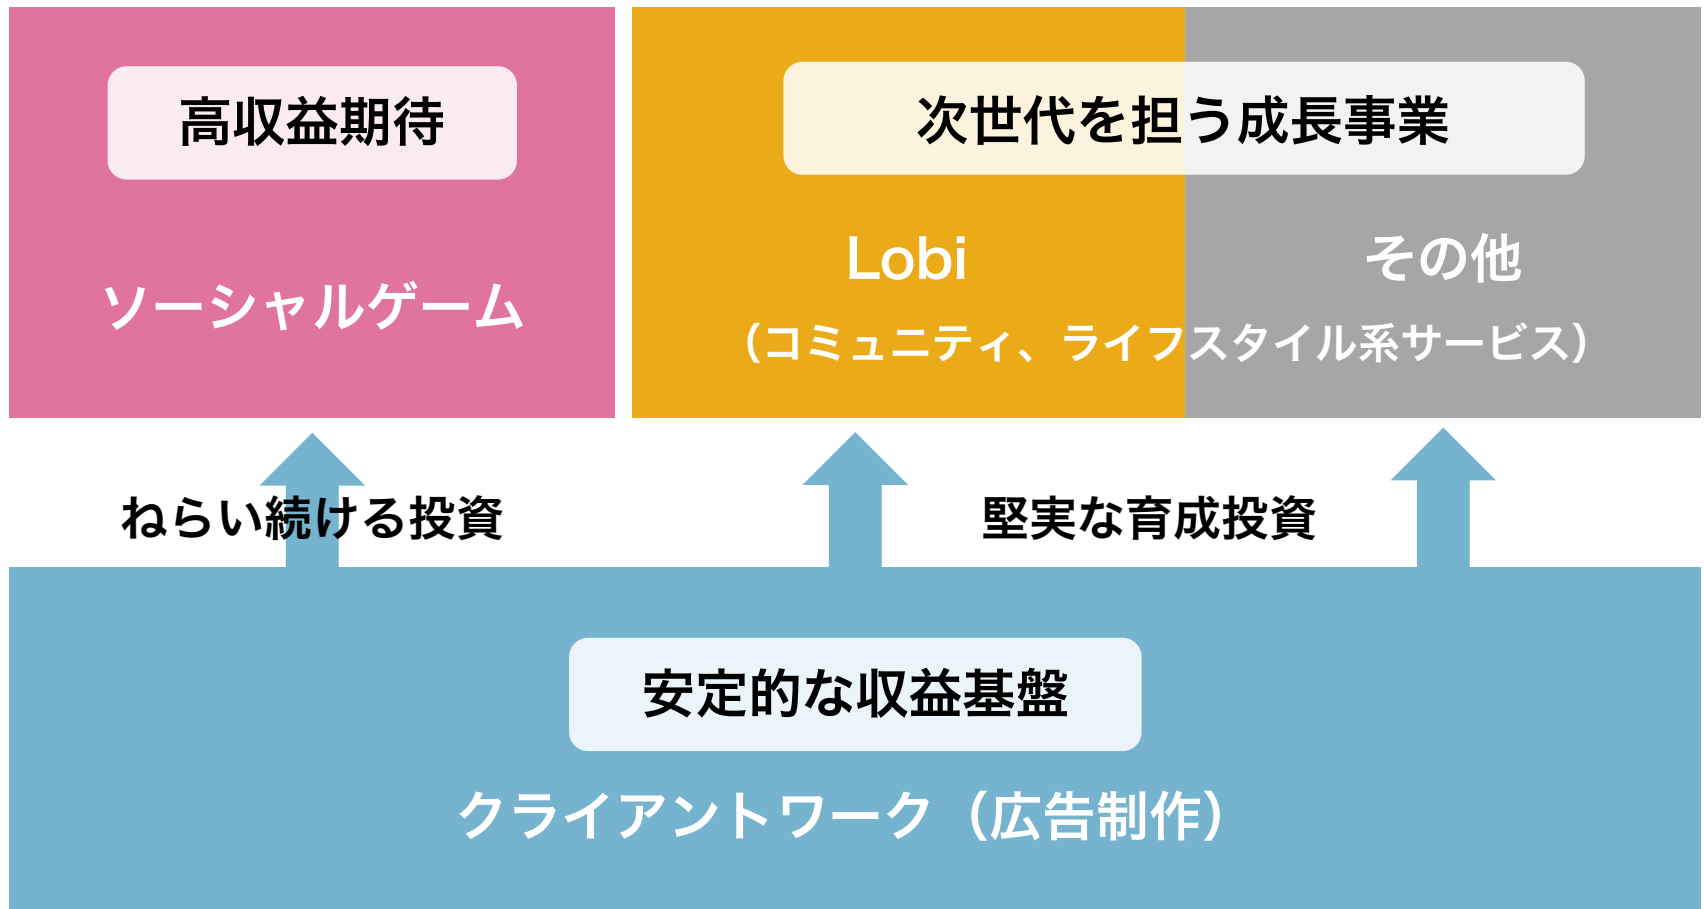 高収益期待
ソーシャルゲーム
次世代を担う成長事業
Lobi
その他
（コミュニティ、ライフスタイル系サービス）
ねらい続ける投資
堅実な育成投資
安定的な収益基盤
クライアントワーク（広告制作）